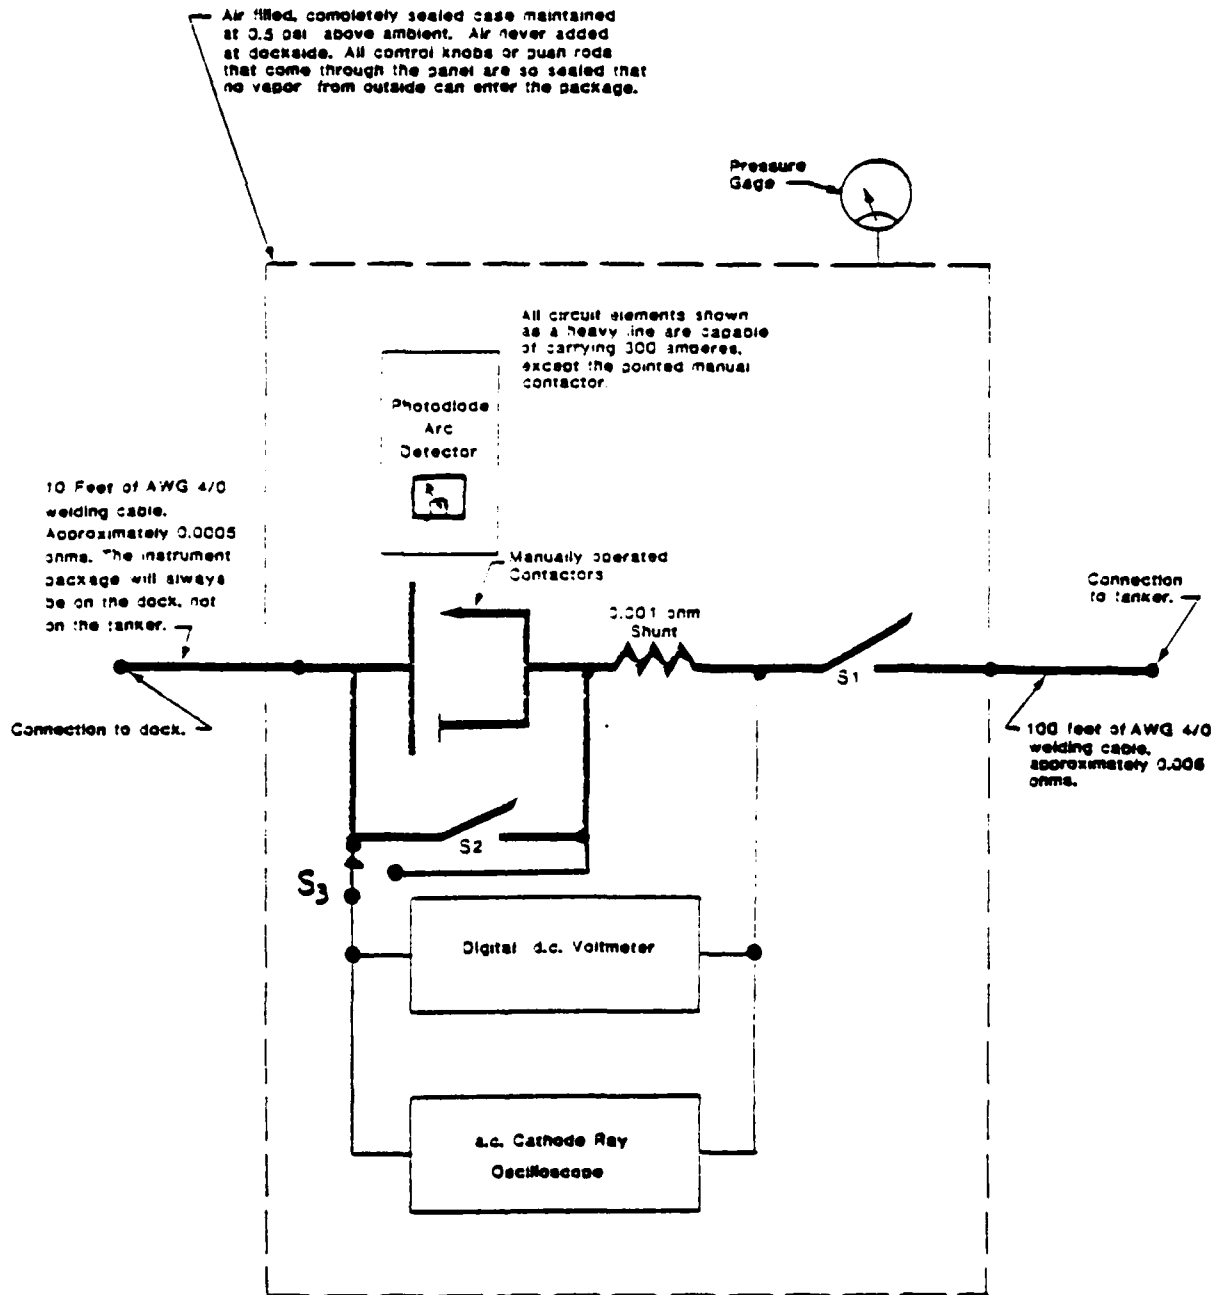 Air filled, completely sealed case maintained
at 0.5 psi above ambient. Air never added
at dockside. All control knobs or push rods
that come through the panel are so sealed that
no vapor from outside can enter the package.
Pressure
Gage
All circuit elements shown
as a heavy line are capable
of carrying 300 amperes,
except the pointed manual
contactor.
Photodiode
Arc
Detector
10 Feet of AWG 4/0
welding cable.
Approximately 0.0005
ohms. The instrument
package will always
be on the dock, not
on the tanker.
Manually operated
Contactors
0.001 ohm
Shunt
Connection
to tanker.
S1
Connection to dock.
100 feet of AWG 4/0
welding cable,
approximately 0.005
ohms.
S2
S3
Digital d.c. Voltmeter
a.c. Cathode Ray
Oscilloscope